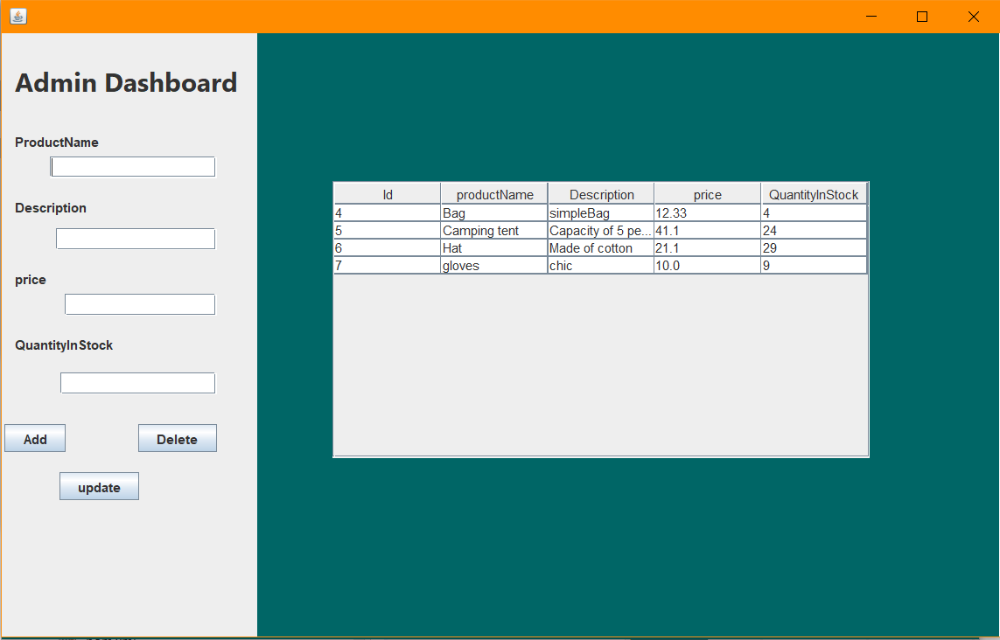 Admin Dashboard
ProductName
Description
price
QuantityInStock
Add Delete
update
Id productName Description price QuantityInStock
4 Bag simpleBag 12.33 4
5 Camping tent Capacity of 5 pe... 41.1 24
6 Hat Made of cotton 21.1 29
7 gloves chic 10.0 9